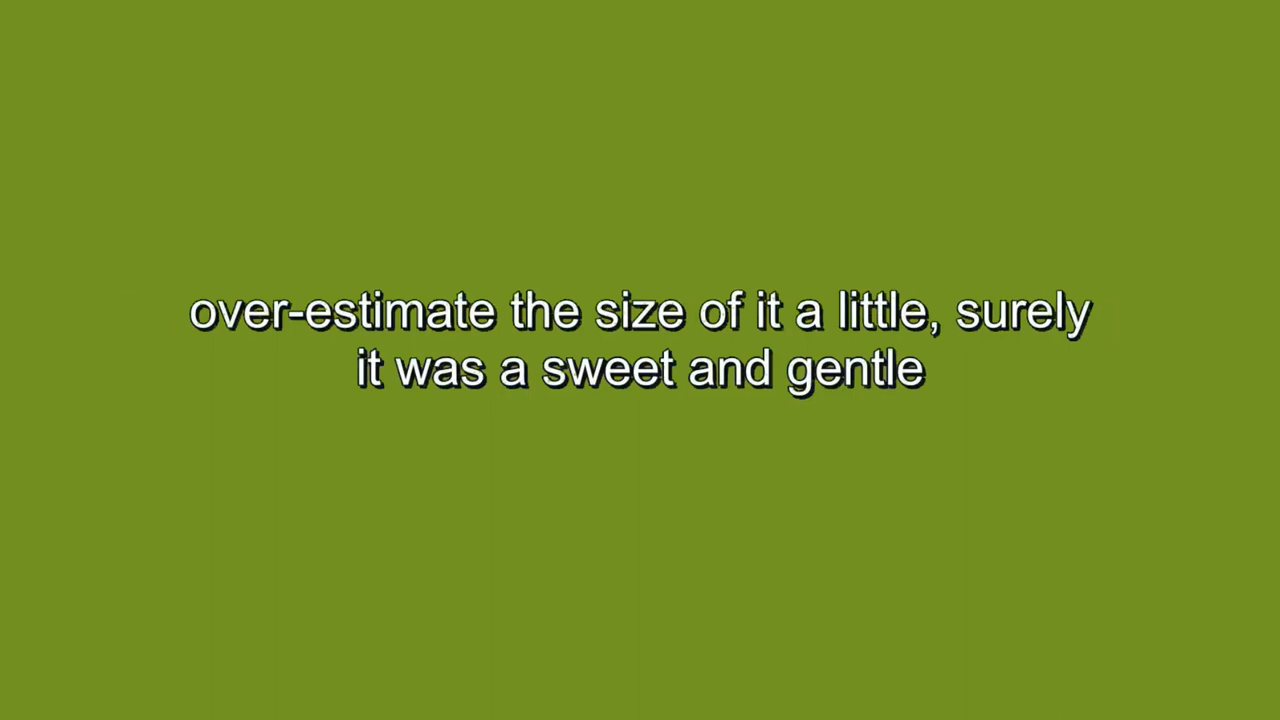 over-estimate the size of it a little, surely
it was a sweet and gentle